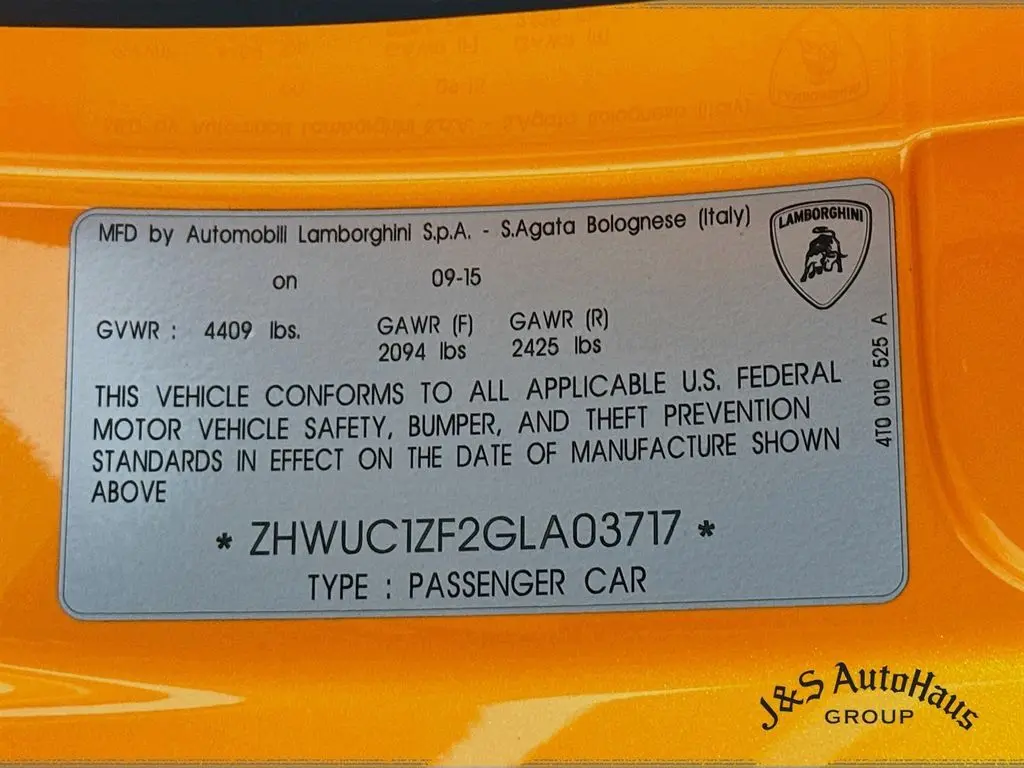 MFD by Automobili Lamborghini S.p.A. - S.Agata Bolognese (Italy)
LAMBORGHINI
on 09-15
GVWR : 4409 lbs. GAWR (F) GAWR (R)
2094 lbs 2425 lbs
4T0 010 525 A
THIS VEHICLE CONFORMS TO ALL APPLICABLE U.S. FEDERAL
MOTOR VEHICLE SAFETY, BUMPER, AND THEFT PREVENTION
STANDARDS IN EFFECT ON THE DATE OF MANUFACTURE SHOWN
ABOVE
* ZHWUC1ZF2GLA03717 *
TYPE : PASSENGER CAR
J&S AutoHaus
GROUP